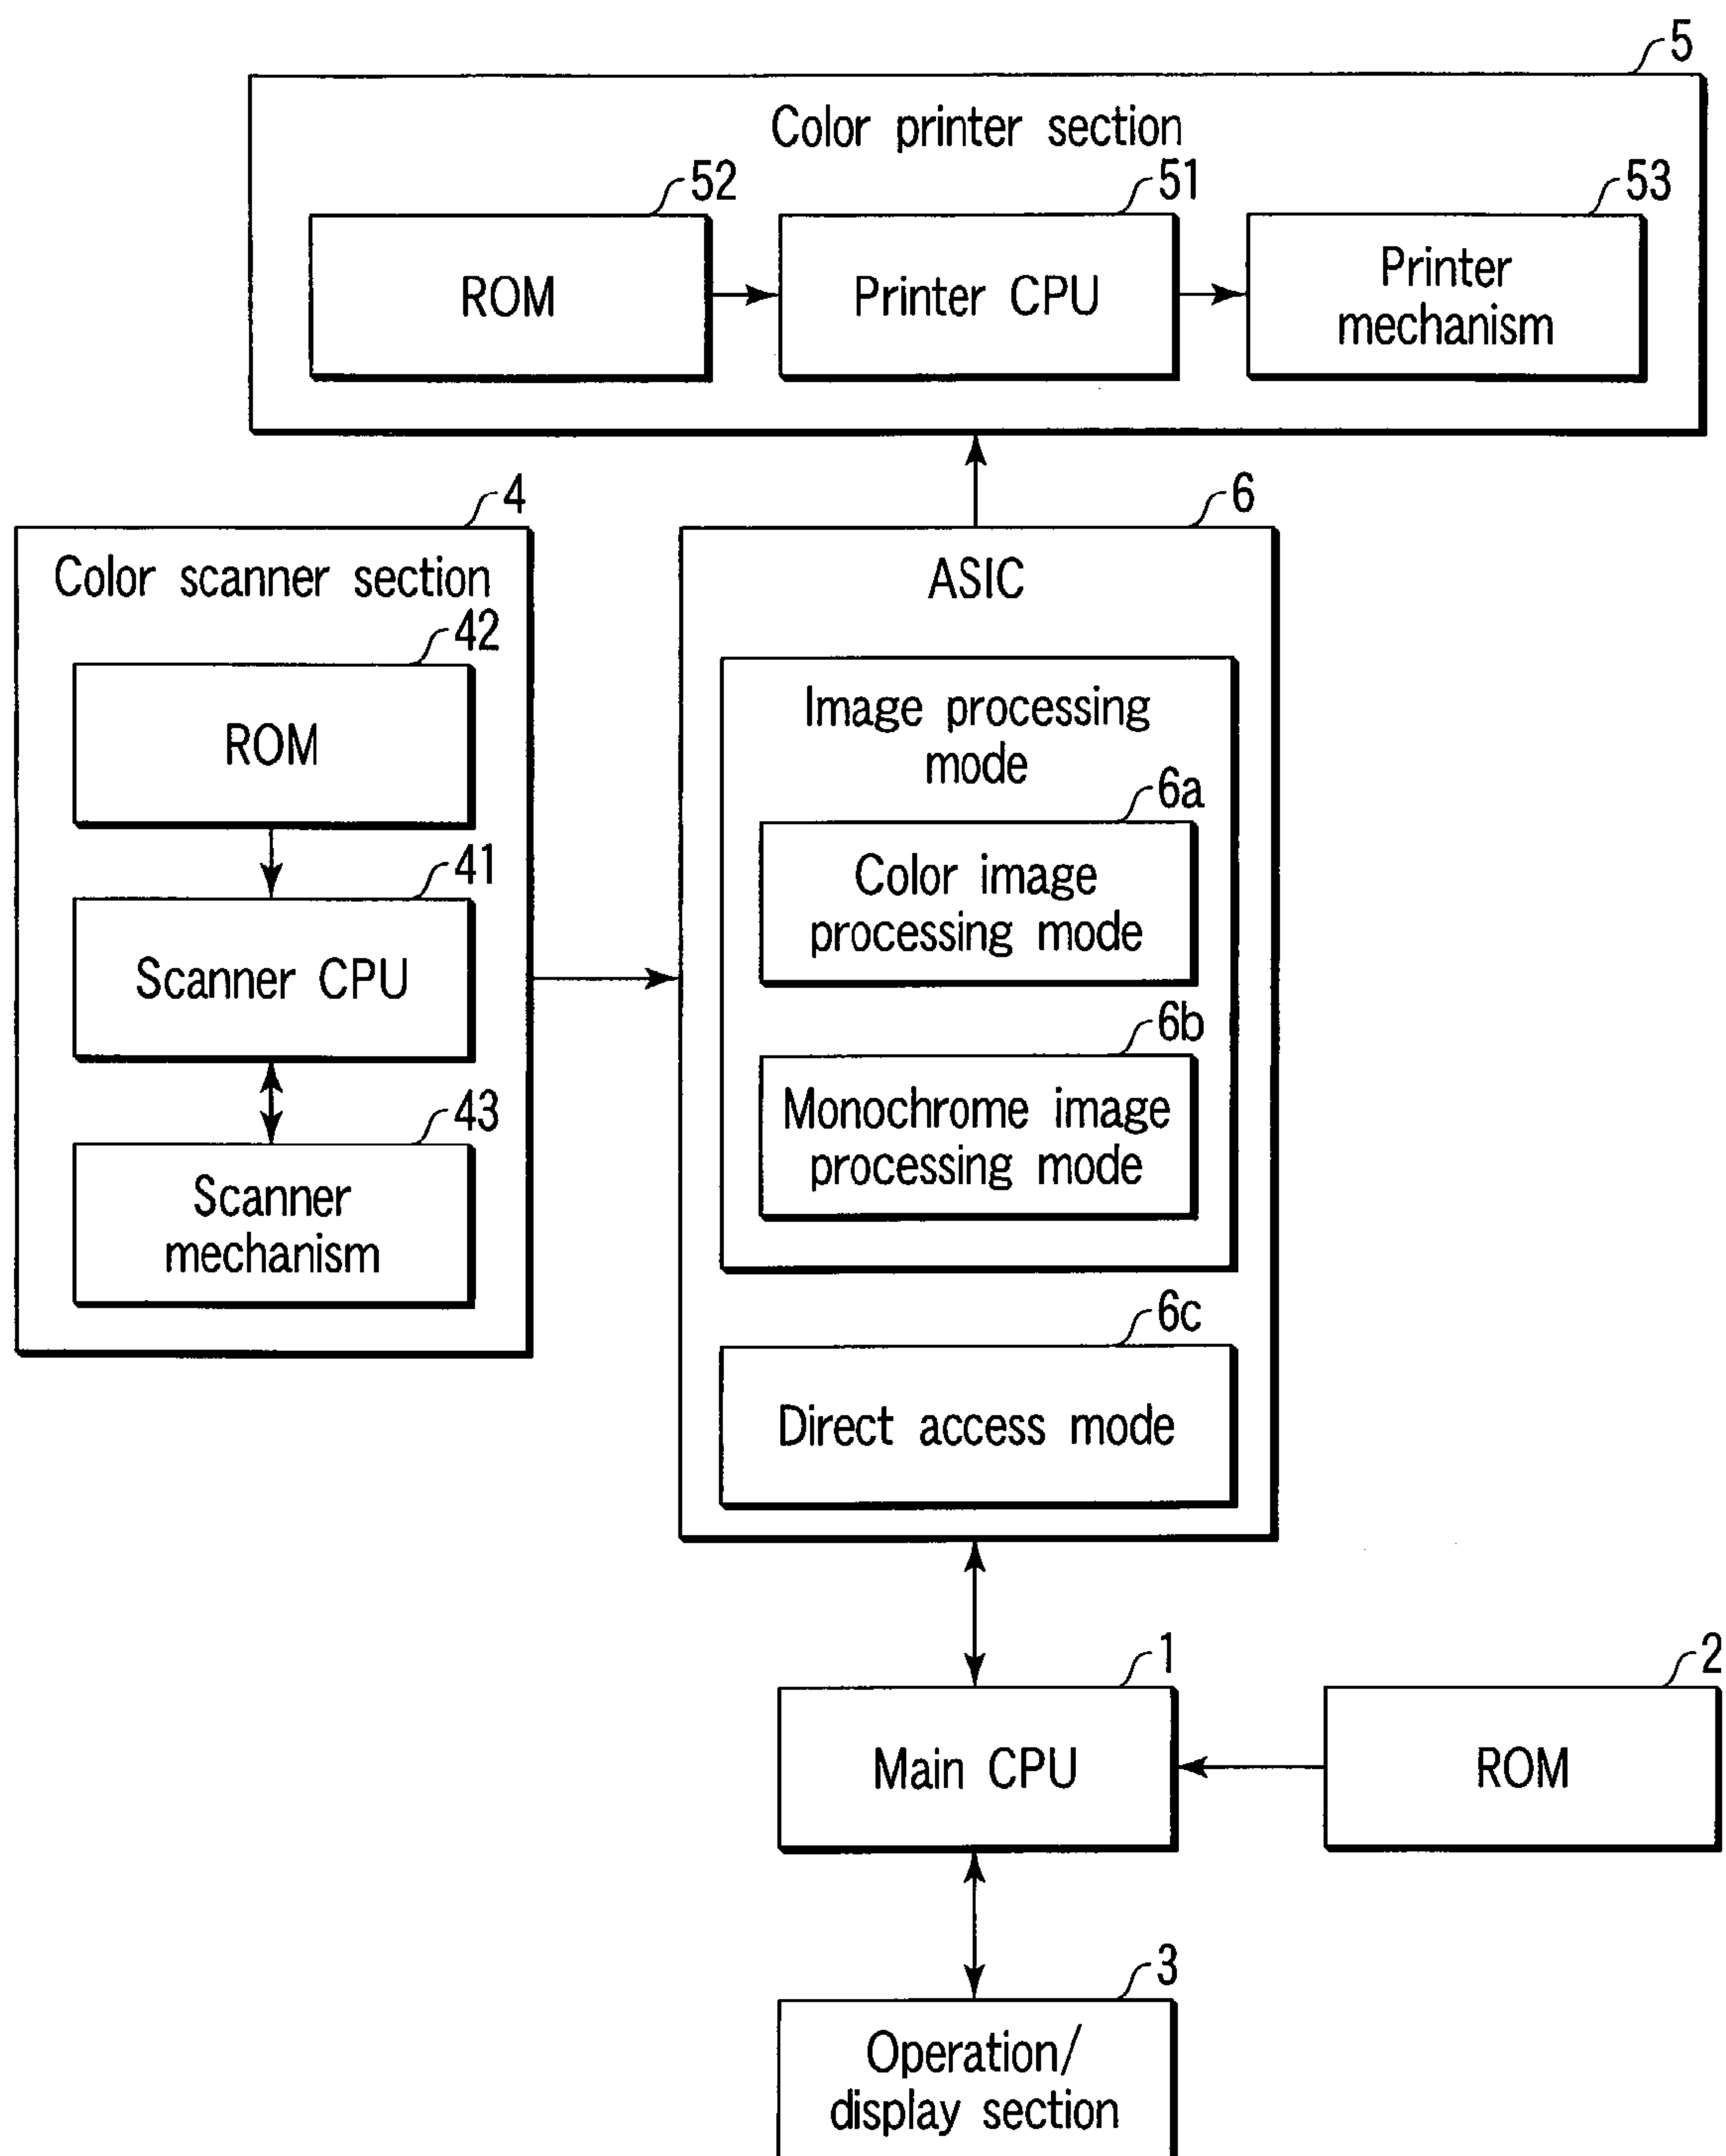 5
Color printer section
52
51
53
ROM
Printer CPU
Printer
mechanism
4
Color scanner section
42
ROM
41
Scanner CPU
43
Scanner
mechanism
6
ASIC
Image processing
mode
6a
Color image
processing mode
6b
Monochrome image
processing mode
6c
Direct access mode
1
Main CPU
2
ROM
3
Operation/
display section